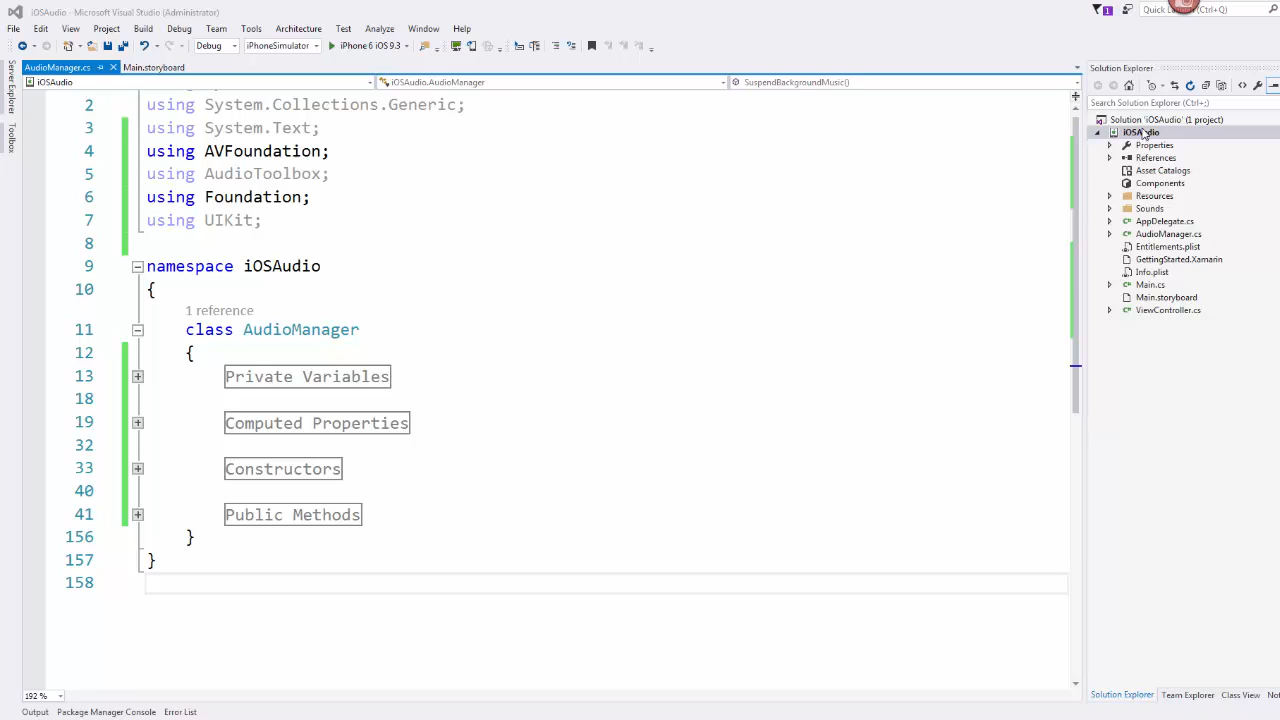 iOSAudio - Microsoft Visual Studio (Administrator)
1
File Edit View Project Build Debug Team Tools Architecture Test Analyze Window Help
Debug iPhoneSimulator iPhone 6 iOS 9.3
AudioManager.cs Main.storyboard
iOSAudio iOSAudio.AudioManager SuspendBackgroundMusic()
Server Explorer
Toolbox
2 using System.Collections.Generic;
3 using System.Text;
4 using AVFoundation;
5 using AudioToolbox;
6 using Foundation;
7 using UIKit;
8
9 namespace iOSAudio
10 {
1 reference
11 class AudioManager
12 {
13 Private Variables
18
19 Computed Properties
32
33 Constructors
40
41 Public Methods
156 }
157 }
158
192 %
Output Package Manager Console Error List
Solution Explorer
Search Solution Explorer (Ctrl+;)
Solution 'iOSAudio' (1 project)
iOSAudio
Properties
References
Asset Catalogs
Components
Resources
Sounds
AppDelegate.cs
AudioManager.cs
Entitlements.plist
GettingStarted.Xamarin
Info.plist
Main.cs
Main.storyboard
ViewController.cs
Solution Explorer Team Explorer Class View